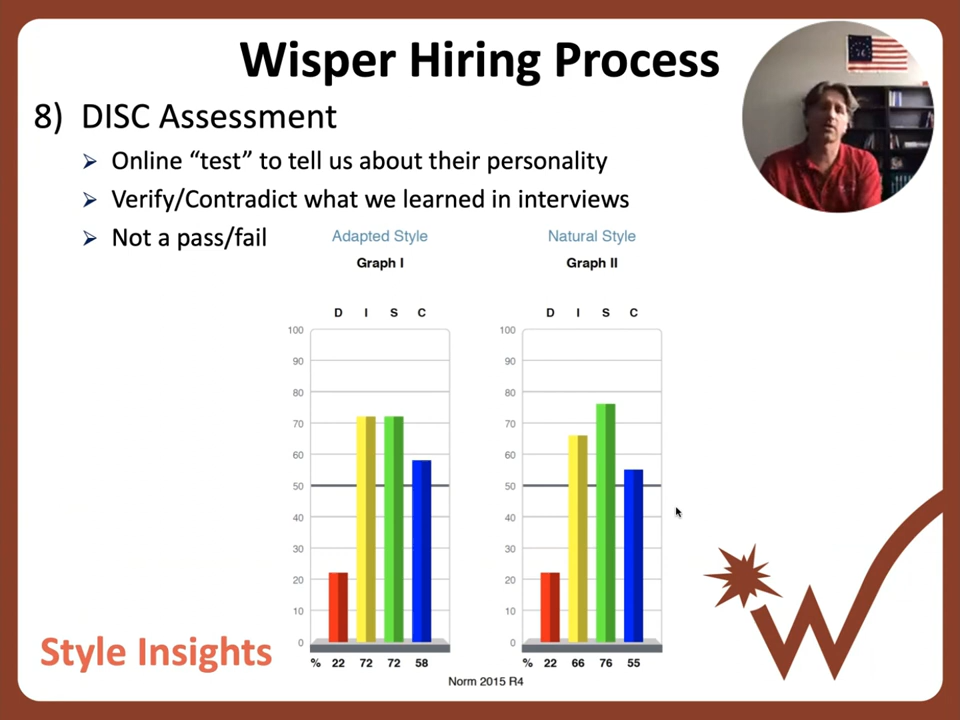 Wisper Hiring Process
8) DISC Assessment
➢ Online “test” to tell us about their personality
➢ Verify/Contradict what we learned in interviews
➢ Not a pass/fail
Adapted Style
Graph I
D I S C
100
90
80
70
60
50
40
30
20
10
0
% 22 72 72 58
Natural Style
Graph II
D I S C
100
90
80
70
60
50
40
30
20
10
0
% 22 66 76 55
Norm 2015 R4
Style Insights
W